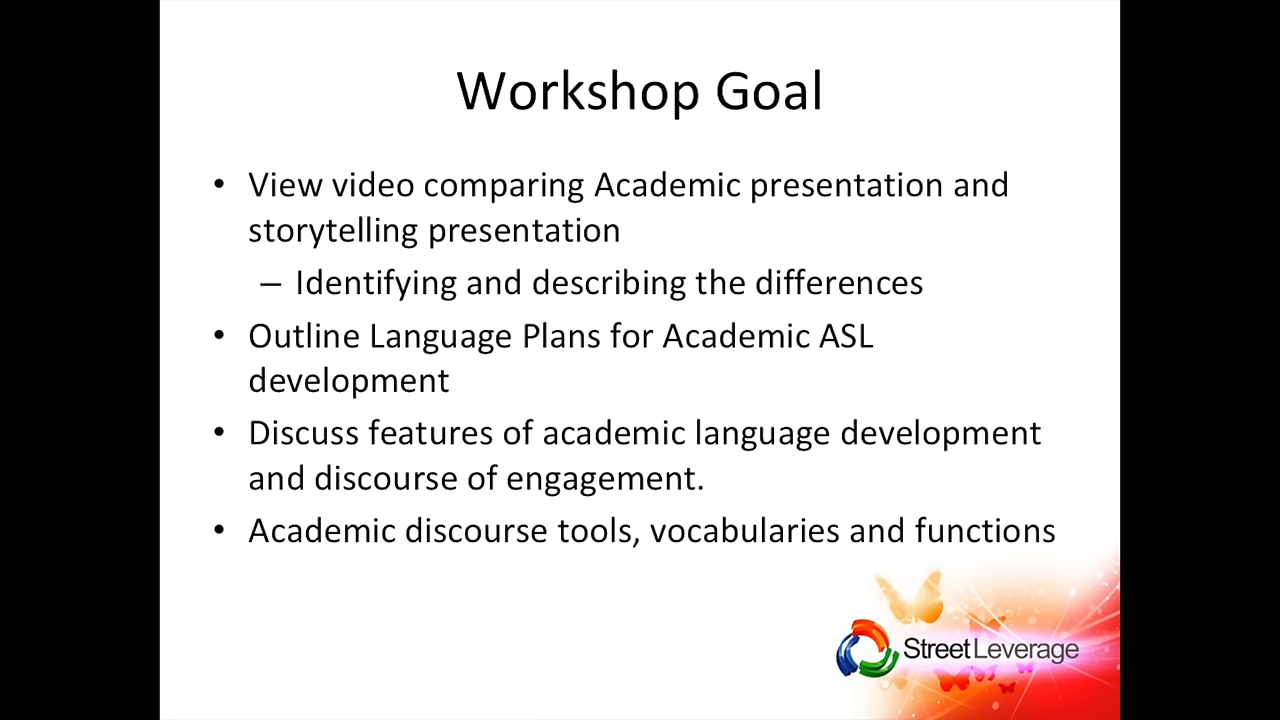 Workshop Goal
• View video comparing Academic presentation and
storytelling presentation
– Identifying and describing the differences
• Outline Language Plans for Academic ASL
development
• Discuss features of academic language development
and discourse of engagement.
• Academic discourse tools, vocabularies and functions
StreetLeverage